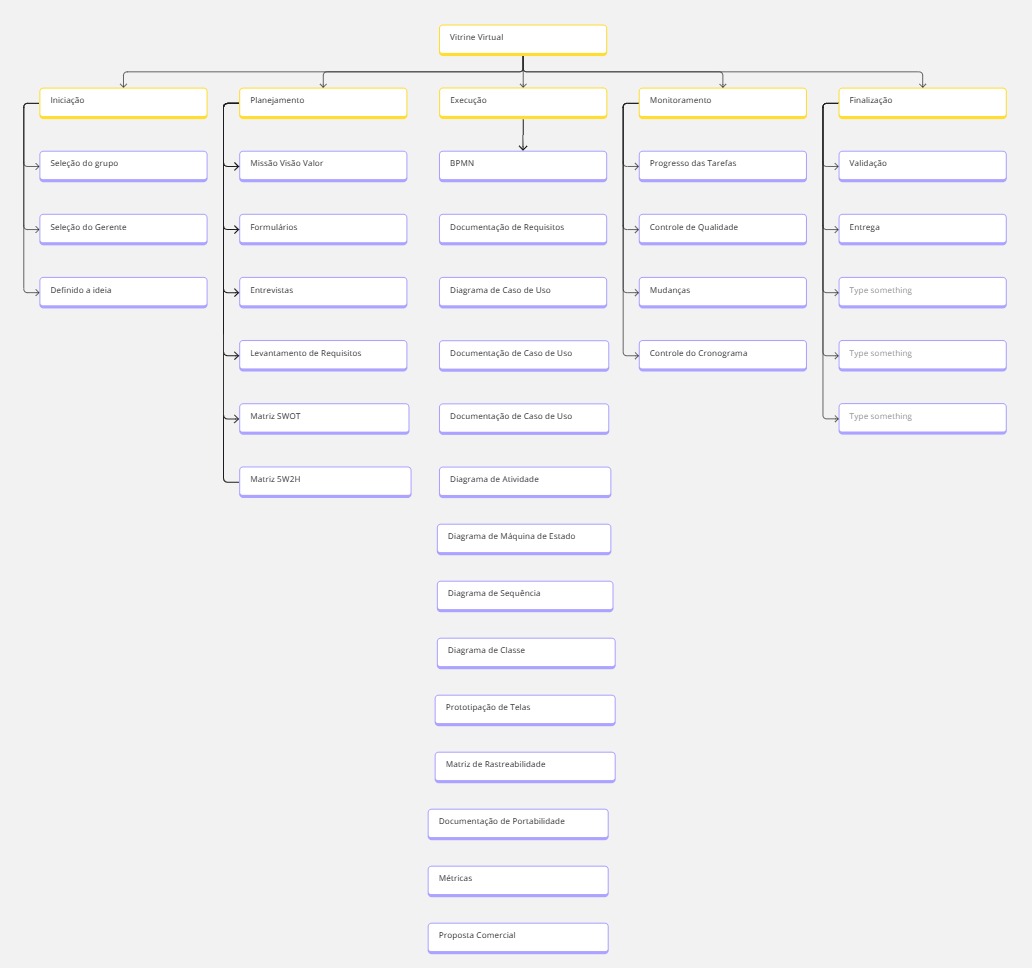 Vitrine Virtual
Iniciação
Seleção do grupo
Seleção do Gerente
Definido a ideia
Planejamento
Missão Visão Valor
Formulários
Entrevistas
Levantamento de Requisitos
Matriz SWOT
Matriz 5W2H
Execução
BPMN
Documentação de Requisitos
Diagrama de Caso de Uso
Documentação de Caso de Uso
Documentação de Caso de Uso
Diagrama de Atividade
Diagrama de Máquina de Estado
Diagrama de Sequência
Diagrama de Classe
Prototipação de Telas
Matriz de Rastreabilidade
Documentação de Portabilidade
Métricas
Proposta Comercial
Monitoramento
Progresso das Tarefas
Controle de Qualidade
Mudanças
Controle do Cronograma
Finalização
Validação
Entrega
Type something
Type something
Type something